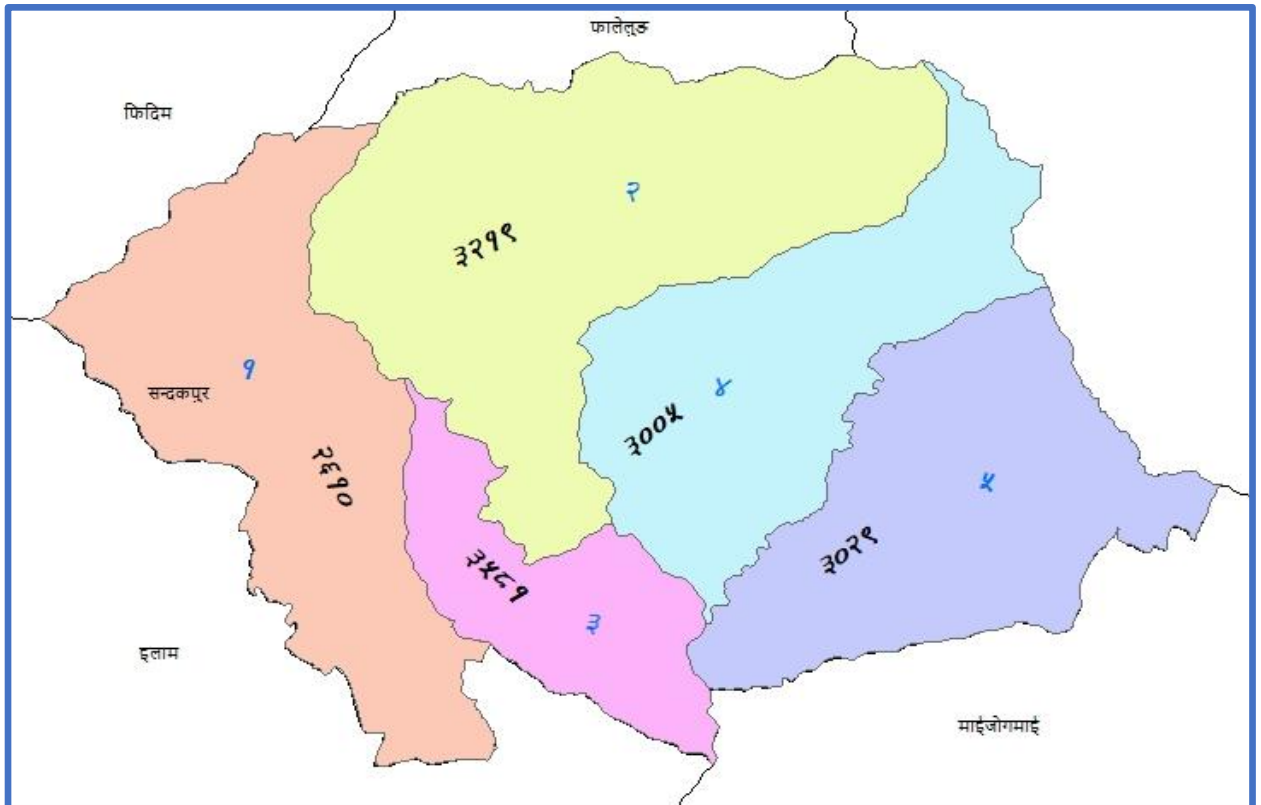 फालेलुङ
फिदिम
२
३२१९
१
सन्दकपुर
४
३००५
२६१०
५
३०२९
३५८१
३
इलाम
माईजोगमाई